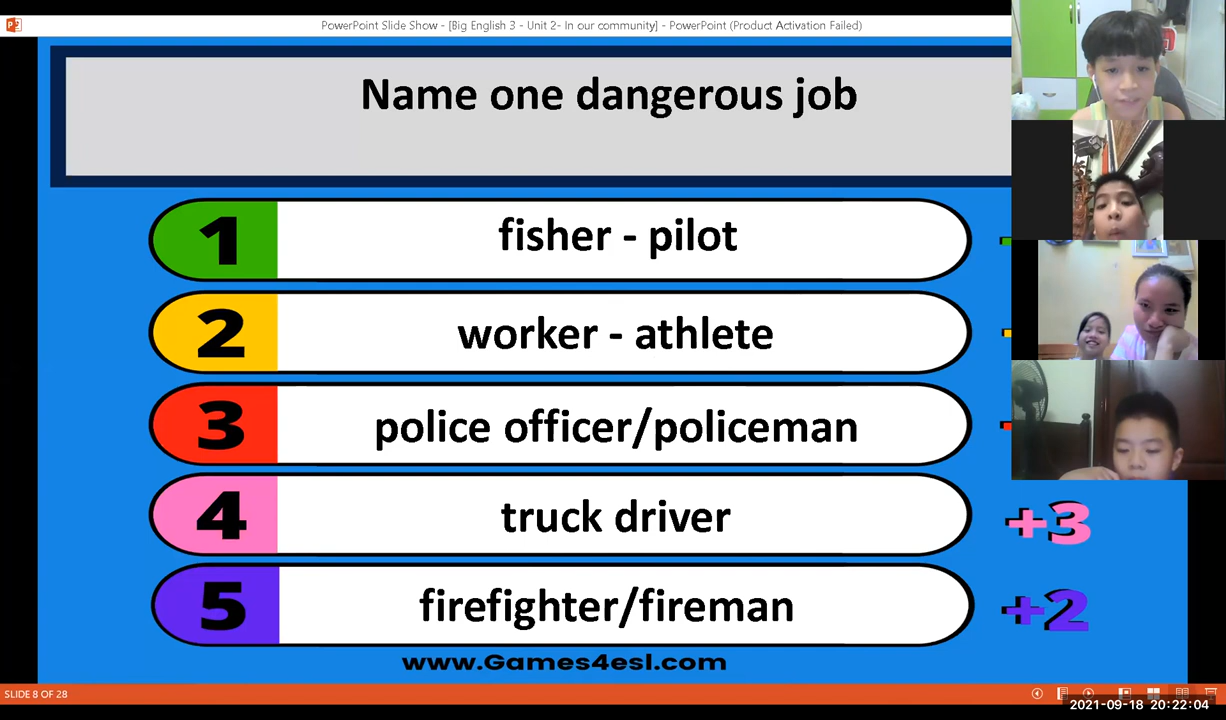 PowerPoint Slide Show - [Big English 3 - Unit 2- In our community] - PowerPoint (Product Activation Failed)
Name one dangerous job
1 fisher - pilot
2 worker - athlete
3 police officer/policeman
4 truck driver +3
5 firefighter/fireman +2
www.Games4esl.com
SLIDE 8 OF 28
2021-09-18 20:22:04